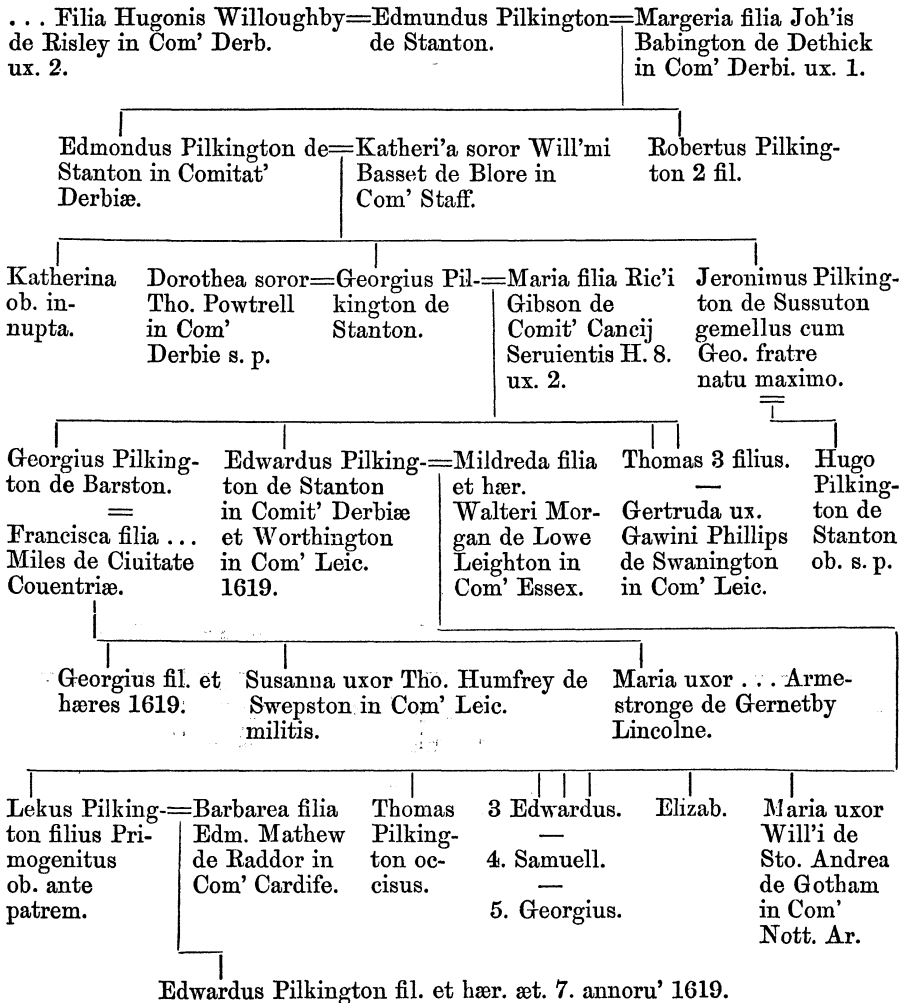 ... Filia Hugonis Willoughby=Edmundus Pilkington=Margeria filia Joh'is
de Risley in Com' Derb. de Stanton. Babington de Dethick
ux. 2. in Com' Derbi. ux. 1.
Edmondus Pilkington de=Katheri'a soror Will'mi Robertus Pilking-
Stanton in Comitat' Basset de Blore in ton 2 fil.
Derbiæ. Com' Staff.
Katherina Dorothea soror=Georgius Pil-=Maria filia Ric'i Jeronimus Pilking-
ob. in- Tho. Powtrell kington de Gibson de ton de Sussuton
nupta. in Com' Stanton. Comit' Cancij gemellus cum
Derbie s. p. Seruientis H. 8. Geo. fratre
ux. 2. natu maximo.
=
Georgius Pilking- Edwardus Pilking-=Mildreda filia Thomas 3 filius. Hugo
ton de Barston. ton de Stanton et hær. — Pilking-
= in Comit' Derbiæ Walteri Mor- Gertruda ux. ton de
Francisca filia ... et Worthington gan de Lowe Gawini Phillips Stanton
Miles de Ciuitate in Com' Leic. Leighton in de Swanington ob. s. p.
Couentriæ. 1619. Com' Essex. in Com' Leic.
Georgius fil. et Susanna uxor Tho. Humfrey de Maria uxor ... Arme-
hæres 1619. Swepston in Com' Leic. stronge de Gernetby
militis. Lincolne.
Lekus Pilking-=Barbarea filia Thomas 3 Edwardus. Elizab. Maria uxor
ton filius Pri- Edm. Mathew Pilking- — Will'i de
mogenitus de Raddor in ton oc- 4. Samuell. Sto. Andrea
ob. ante Com' Cardife. cisus. — de Gotham
patrem. 5. Georgius. in Com'
Nott. Ar.
Edwardus Pilkington fil. et hær. æt. 7. annoru' 1619.